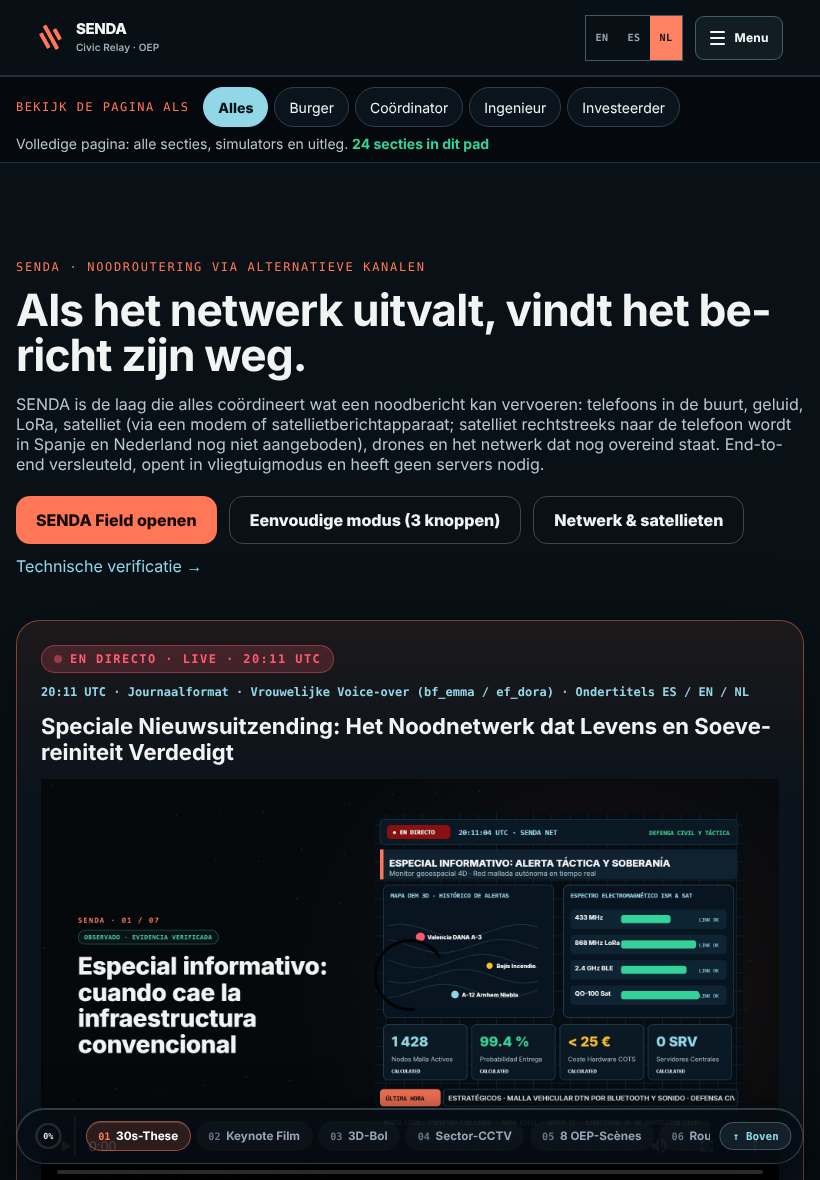 SENDA
Civic Relay · OEP
EN ES NL
Menu
BEKIJK DE PAGINA ALS
Alles
Burger
Coördinator
Ingenieur
Investeerder
Volledige pagina: alle secties, simulators en uitleg. 24 secties in dit pad
SENDA · NOODROUTERING VIA ALTERNATIEVE KANALEN
Als het netwerk uitvalt, vindt het be-
richt zijn weg.
SENDA is de laag die alles coördineert wat een noodbericht kan vervoeren: telefoons in de buurt, geluid,
LoRa, satelliet (via een modem of satellietberichtapparaat; satelliet rechtstreeks naar de telefoon wordt
in Spanje en Nederland nog niet aangeboden), drones en het netwerk dat nog overeind staat. End-to-
end versleuteld, opent in vliegtuigmodus en heeft geen servers nodig.
SENDA Field openen
Eenvoudige modus (3 knoppen)
Netwerk & satellieten
Technische verificatie →
EN DIRECTO · LIVE · 20:11 UTC
20:11 UTC · Journaalformat · Vrouwelijke Voice-over (bf_emma / ef_dora) · Ondertitels ES / EN / NL
Speciale Nieuwsuitzending: Het Noodnetwerk dat Levens en Soeve-
reiniteit Verdedigt
SENDA · 01 / 07
OBSERVADO · EVIDENCIA VERIFICADA
Especial informativo:
cuando cae la
infraestructura
convencional
● EN DIRECTO
20:11:04 UTC · SENDA NET
DEFENSA CIVIL Y TÁCTICA
ESPECIAL INFORMATIVO: ALERTA TÁCTICA Y SOBERANÍA
Monitor geoespacial 4D · Red mallada autónoma en tiempo real
MAPA DEM 3D · HISTÓRICO DE ALERTAS
Valencia DANA A-3
Bejís Incendio
A-12 Arnhem Niebla
ESPECTRO ELECTROMAGNÉTICO ISM & SAT
433 MHz LINK OK
868 MHz LoRa LINK OK
2.4 GHz BLE LINK OK
QO-100 Sat LINK OK
1 428
Nodos Malla Activos
CALCULATED
99.4 %
Probabilidad Entrega
CALCULATED
< 25 €
Coste Hardware COTS
CALCULATED
0 SRV
Servidores Centrales
CALCULATED
ÚLTIMA HORA
ESTRATÉGICOS · MALLA VEHICULAR DTN POR BLUETOOTH Y SONIDO · DEFENSA CIV
0%
01 30s-These
02 Keynote Film
03 3D-Bol
04 Sector-CCTV
05 8 OEP-Scènes
06 Rou
↑ Boven
0:00